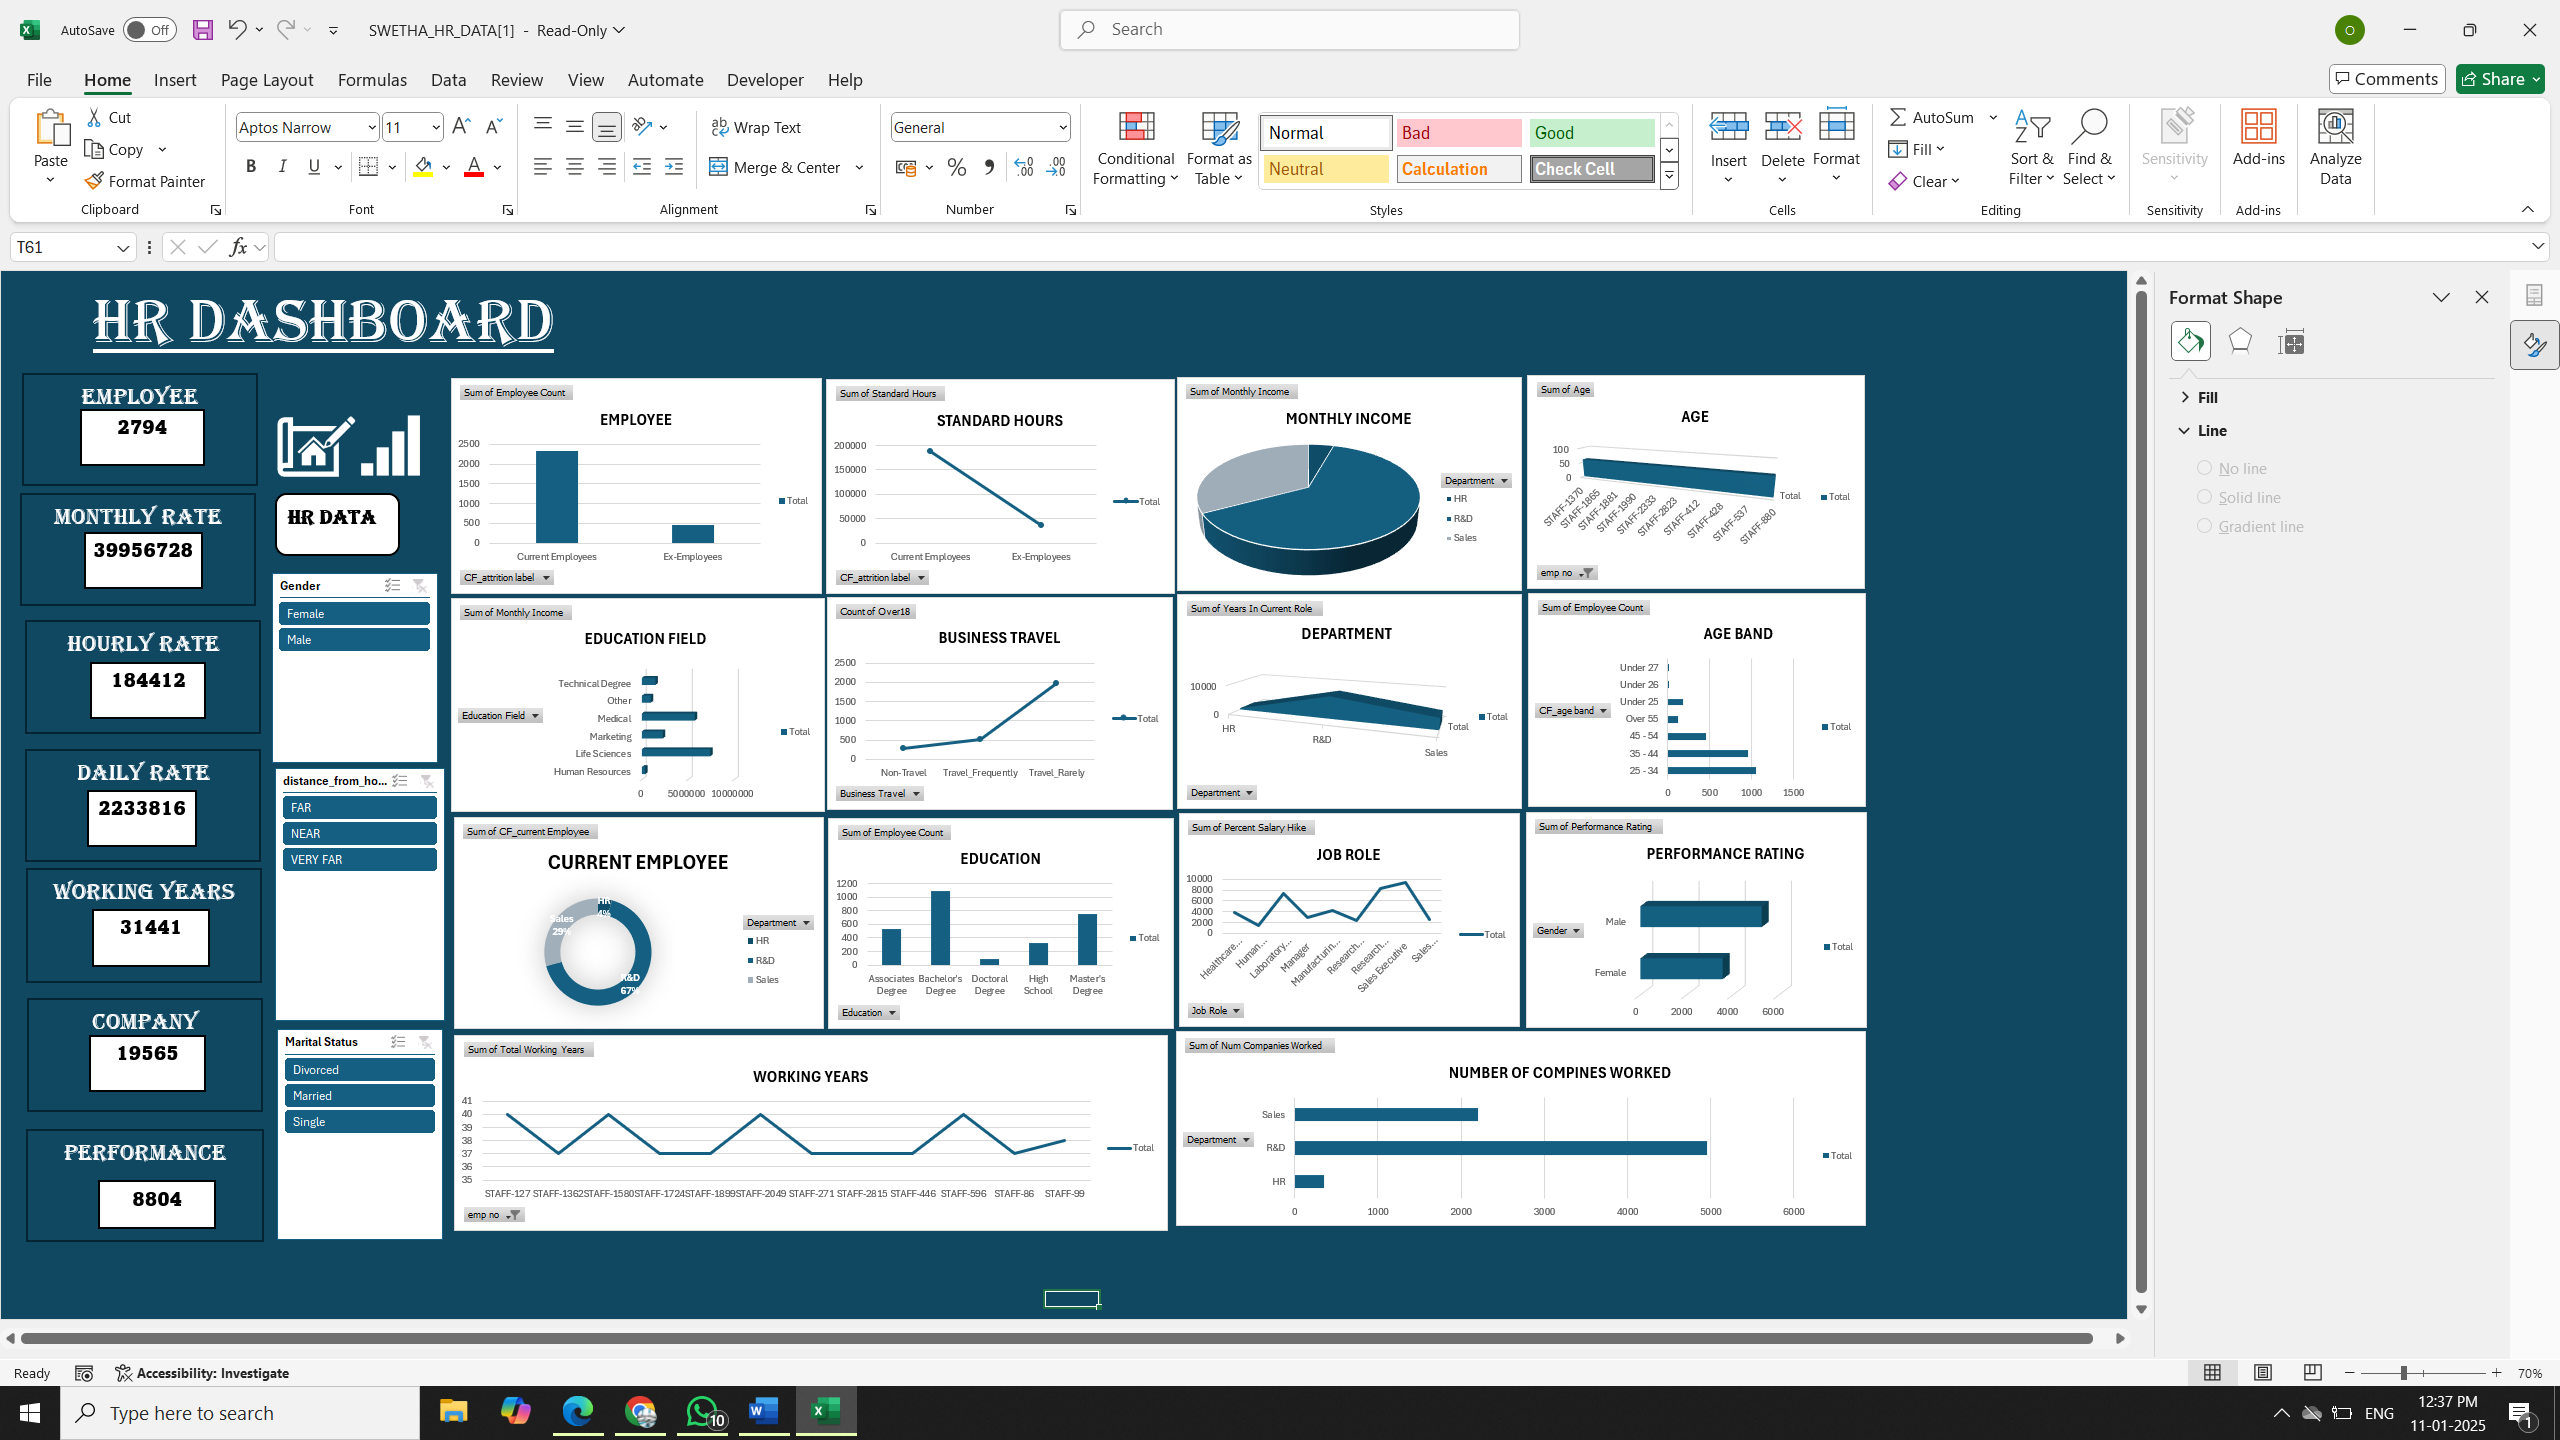 AutoSave Off SWETHA_HR_DATA[1] - Read-Only Search O
File Home Insert Page Layout Formulas Data Review View Automate Developer Help Comments Share
Paste Cut Copy Format Painter Clipboard
Aptos Narrow 11 B I U Font
Wrap Text Merge & Center Alignment
General Number
Conditional Formatting Format as Table
Normal Bad Good
Neutral Calculation Check Cell
Styles
Insert Delete Format Cells
AutoSum Fill Clear Sort & Filter Find & Select Editing
Sensitivity Sensitivity
Add-ins Add-ins
Analyze Data
T61 fx
HR DASHBOARD
EMPLOYEE
2794
MONTHLY RATE
39956728
HOURLY RATE
184412
DAILY RATE
2233816
WORKING YEARS
31441
COMPANY
19565
PERFORMANCE
8804
HR DATA
Gender
Female
Male
distance_from_ho...
FAR
NEAR
VERY FAR
Marital Status
Divorced
Married
Single
Sum of Employee Count
EMPLOYEE
2500
2000
1500
1000
500
0
Current Employees Ex-Employees
Total
CF_attrition label
Sum of Standard Hours
STANDARD HOURS
200000
150000
100000
50000
0
Current Employees Ex-Employees
Total
CF_attrition label
Sum of Monthly Income
MONTHLY INCOME
Department
HR
R&D
Sales
Sum of Age
AGE
100
50
0
STAFF-1370 STAFF-1865 STAFF-1881 STAFF-1990 STAFF-2333 STAFF-2823 STAFF-412 STAFF-428 STAFF-537 STAFF-880
Total
Total
emp no
Sum of Monthly Income
EDUCATION FIELD
Education Field
Technical Degree
Other
Medical
Marketing
Life Sciences
Human Resources
0 5000000 10000000
Total
Count of Over18
BUSINESS TRAVEL
2500
2000
1500
1000
500
0
Non-Travel Travel_Frequently Travel_Rarely
Total
Business Travel
Sum of Years In Current Role
DEPARTMENT
10000
0
HR R&D Sales
Total
Total
Department
Sum of Employee Count
AGE BAND
CF_age band
Under 27
Under 26
Under 25
Over 55
45 - 54
35 - 44
25 - 34
0 500 1000 1500
Total
Sum of CF_current Employee
CURRENT EMPLOYEE
HR
4%
Sales
29%
R&D
67%
Department
HR
R&D
Sales
Sum of Employee Count
EDUCATION
1200
1000
800
600
400
200
0
Associates Degree Bachelor's Degree Doctoral Degree High School Master's Degree
Total
Education
Sum of Percent Salary Hike
JOB ROLE
10000
8000
6000
4000
2000
0
Healthcare... Human... Laboratory... Manager Manufacturin... Research... Research... Sales Executive Sales...
Total
Job Role
Sum of Performance Rating
PERFORMANCE RATING
Gender
Male
Female
0 2000 4000 6000
Total
Sum of Total Working Years
WORKING YEARS
41
40
39
38
37
36
35
STAFF-127 STAFF-1362 STAFF-1580 STAFF-1724 STAFF-1899 STAFF-2049 STAFF-271 STAFF-2815 STAFF-446 STAFF-596 STAFF-86 STAFF-99
Total
emp no
Sum of Num Companies Worked
NUMBER OF COMPINES WORKED
Department
Sales
R&D
HR
0 1000 2000 3000 4000 5000 6000
Total
Format Shape
Fill
Line
No line
Solid line
Gradient line
Ready Accessibility: Investigate 70%
Type here to search 10 ENG 12:37 PM
11-01-2025 1